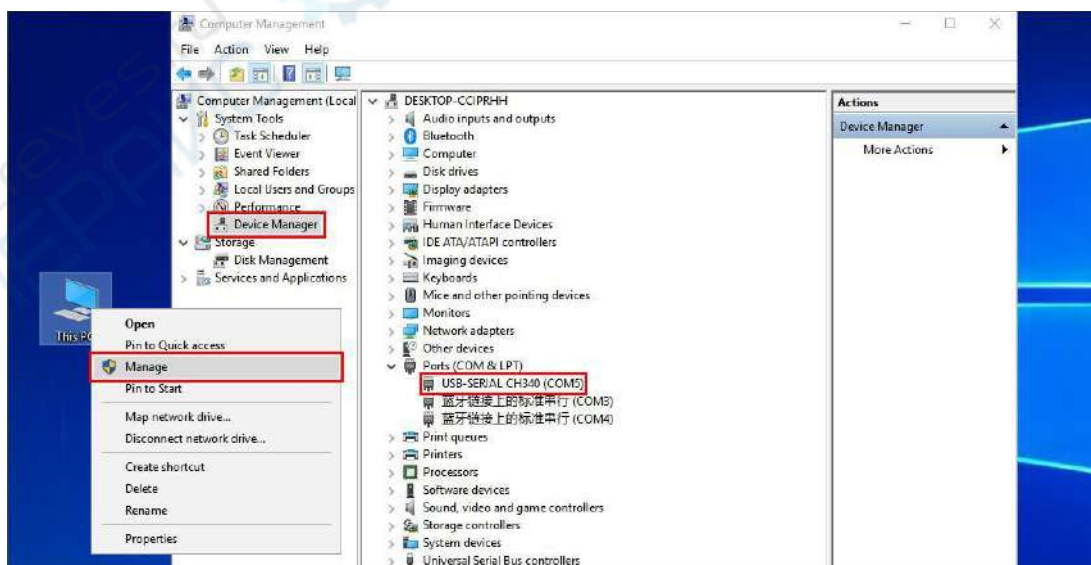 Computer Management
File Action View Help
Computer Management (Local
System Tools
Task Scheduler
Event Viewer
Shared Folders
Local Users and Groups
Performance
Device Manager
Storage
Disk Management
Services and Applications
DESKTOP-CCIPRHH
Audio inputs and outputs
Bluetooth
Computer
Disk drives
Display adapters
Firmware
Human Interface Devices
IDE ATA/ATAPI controllers
Imaging devices
Keyboards
Mice and other pointing devices
Monitors
Network adapters
Other devices
Ports (COM & LPT)
USB-SERIAL CH340 (COM5)
蓝牙链接上的标准串行 (COM3)
蓝牙链接上的标准串行 (COM4)
Print queues
Printers
Processors
Software devices
Sound, video and game controllers
Storage controllers
System devices
Universal Serial Bus controllers
Actions
Device Manager
More Actions
This PC
Open
Pin to Quick access
Manage
Pin to Start
Map network drive...
Disconnect network drive...
Create shortcut
Delete
Rename
Properties